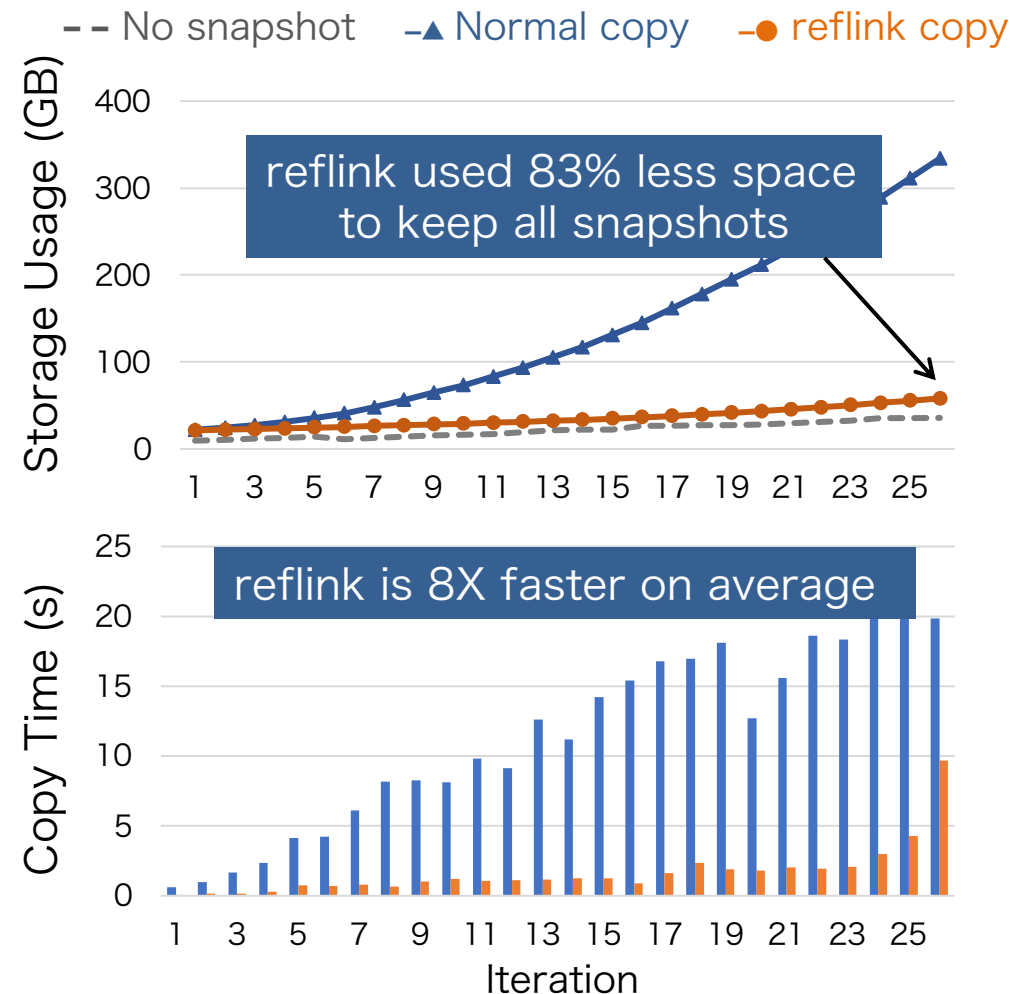 No snapshot Normal copy reflink copy
Storage Usage (GB)
400
300
200
100
0
reflink used 83% less space
to keep all snapshots
1 3 5 7 9 11 13 15 17 19 21 23 25
Copy Time (s)
25
20
15
10
5
0
reflink is 8X faster on average
1 3 5 7 9 11 13 15 17 19 21 23 25
Iteration